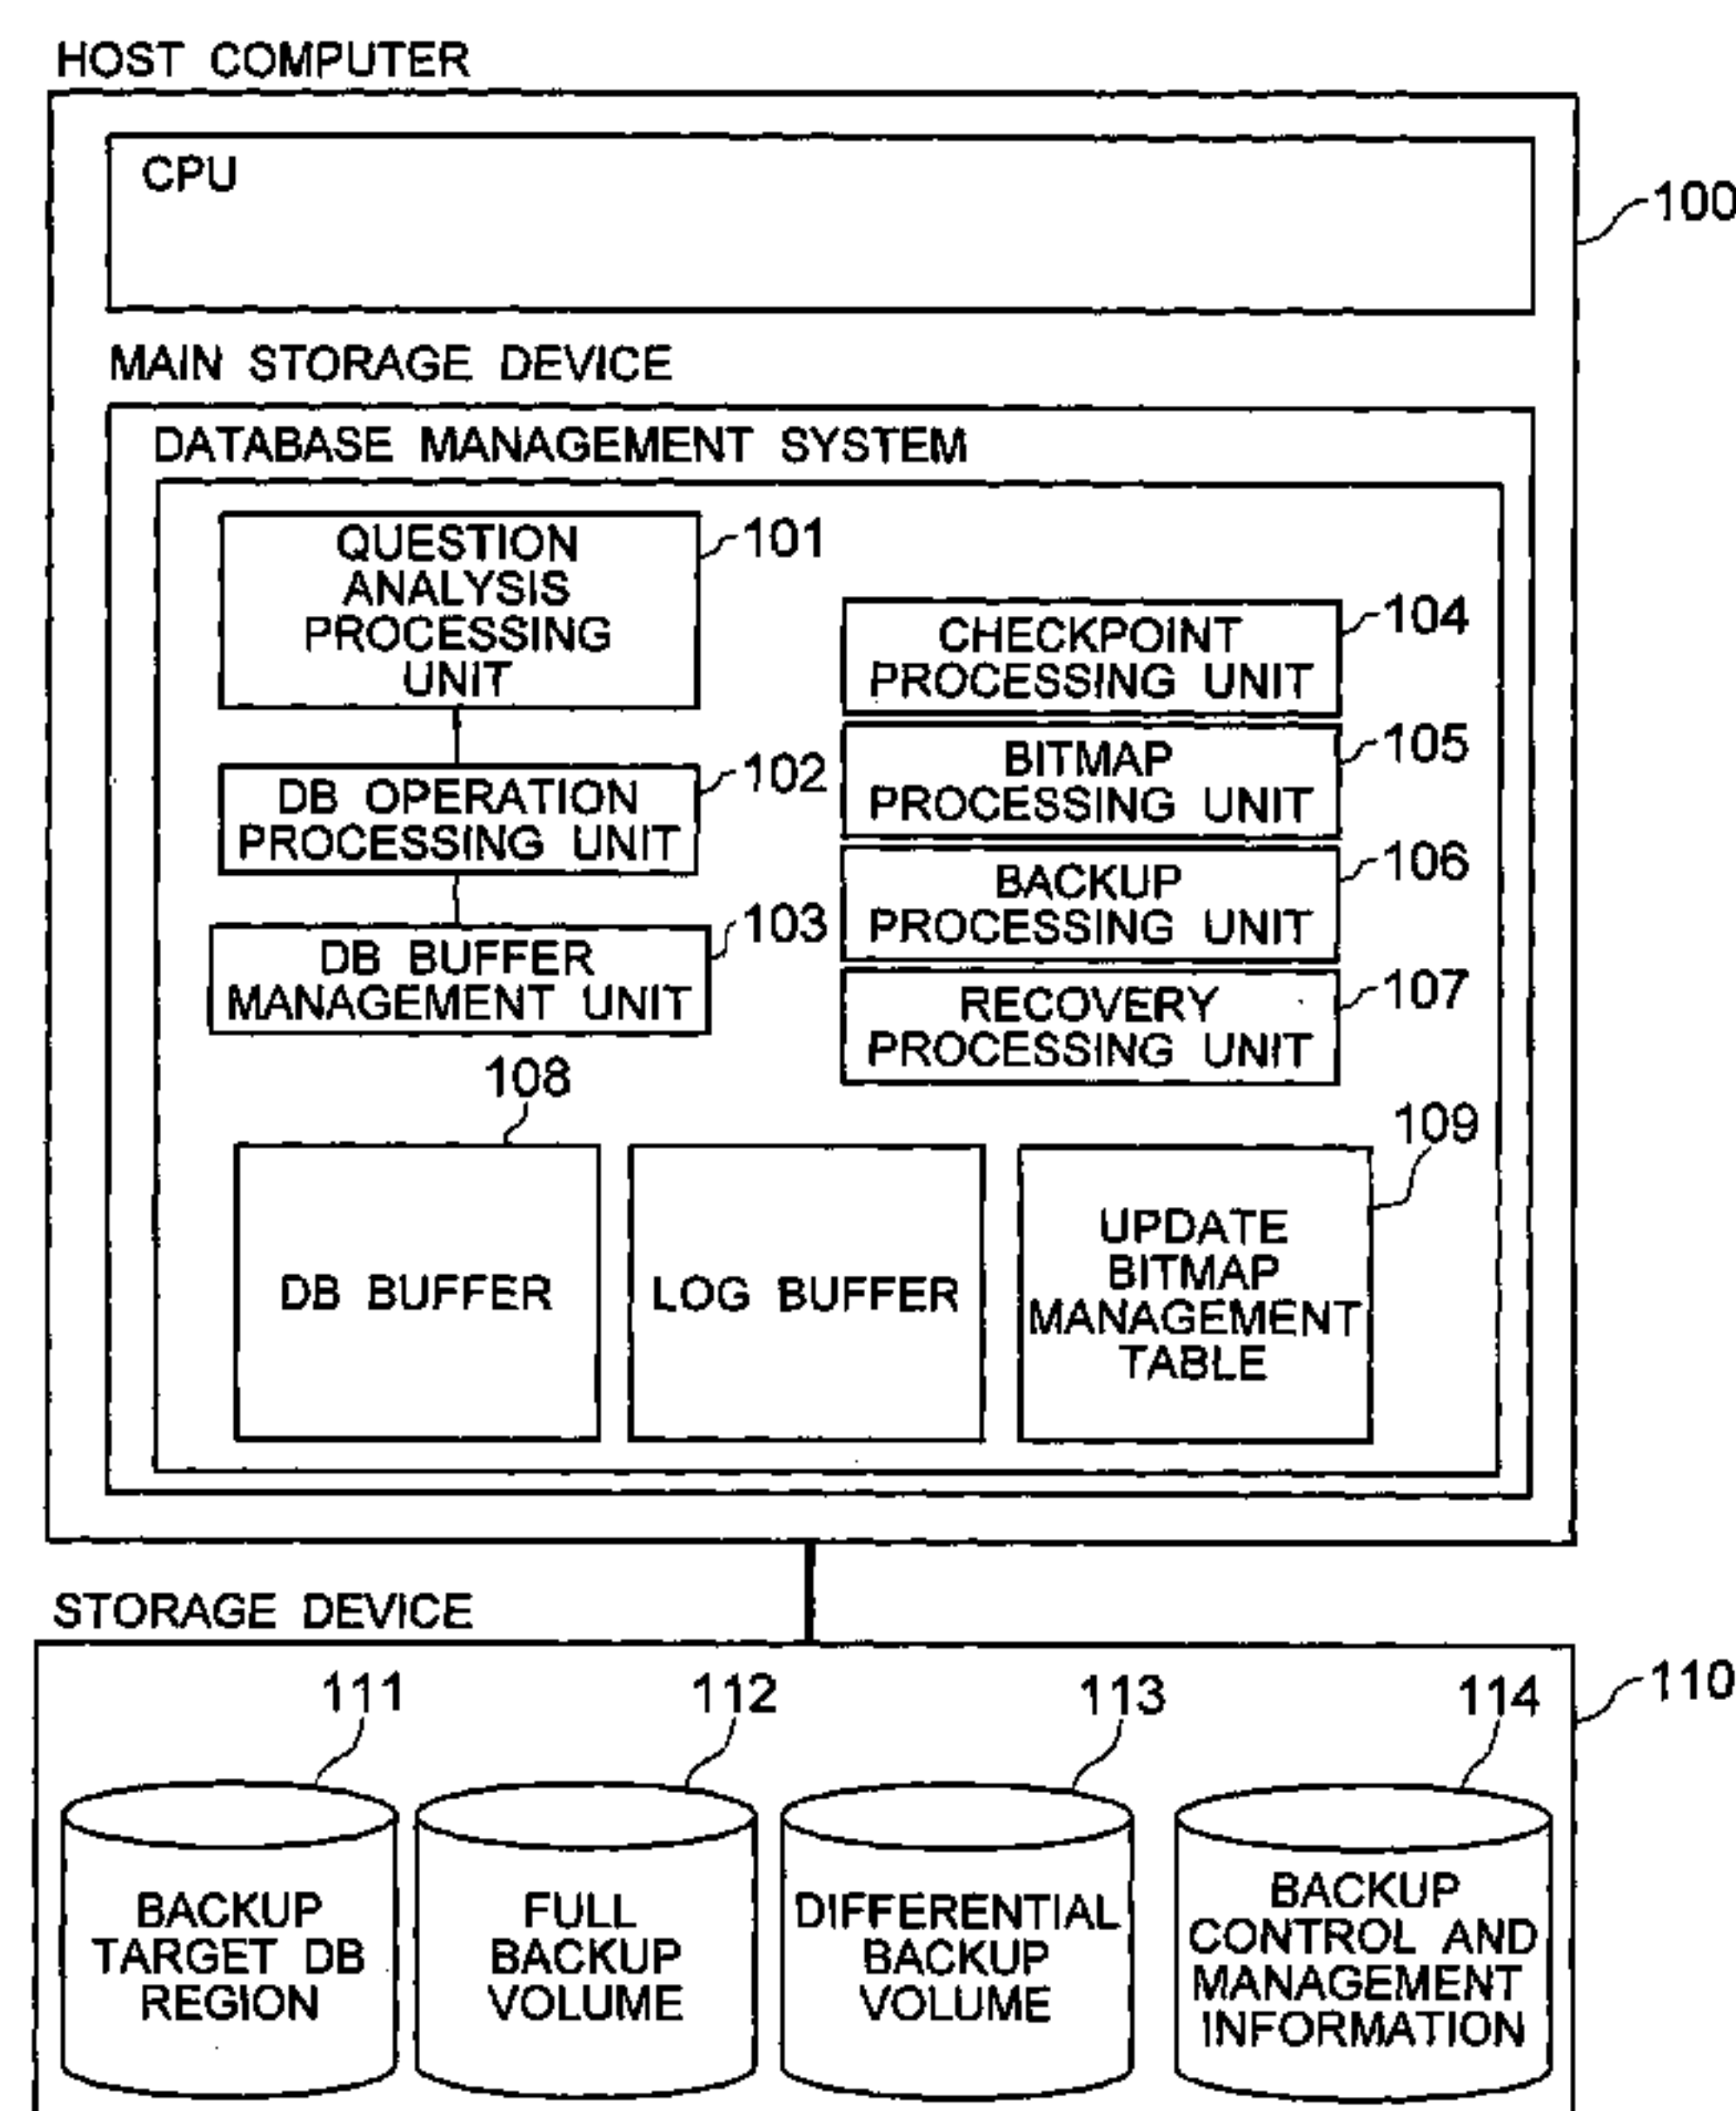 HOST COMPUTER
CPU
100
MAIN STORAGE DEVICE
DATABASE MANAGEMENT SYSTEM
QUESTION
ANALYSIS
PROCESSING
UNIT
101
DB OPERATION
PROCESSING UNIT
102
DB BUFFER
MANAGEMENT UNIT
103
CHECKPOINT
PROCESSING UNIT
104
BITMAP
PROCESSING UNIT
105
BACKUP
PROCESSING UNIT
106
RECOVERY
PROCESSING UNIT
107
108
DB BUFFER
LOG BUFFER
109
UPDATE
BITMAP
MANAGEMENT
TABLE
STORAGE DEVICE
110
111
BACKUP
TARGET DB
REGION
112
FULL
BACKUP
VOLUME
113
DIFFERENTIAL
BACKUP
VOLUME
114
BACKUP
CONTROL AND
MANAGEMENT
INFORMATION